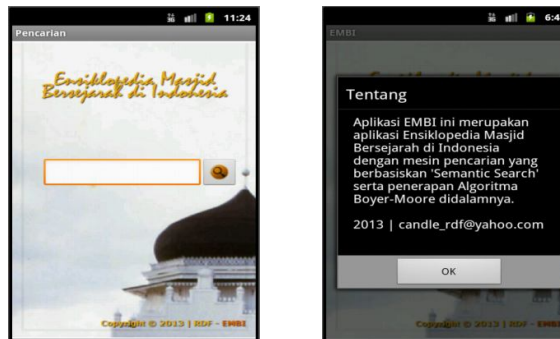 11:24
Pencarian
Ensiklopedia Masjid
Bersejarah di Indonesia
Copyright © 2013 | RDF - EMBI
6:4
EMBI
Tentang
Aplikasi EMBI ini merupakan
aplikasi Ensiklopedia Masjid
Bersejarah di Indonesia
dengan mesin pencarian yang
berbasiskan 'Semantic Search'
serta penerapan Algoritma
Boyer-Moore didalamnya.
2013 | candle_rdf@yahoo.com
OK
Copyright © 2013 | RDF - EMBI